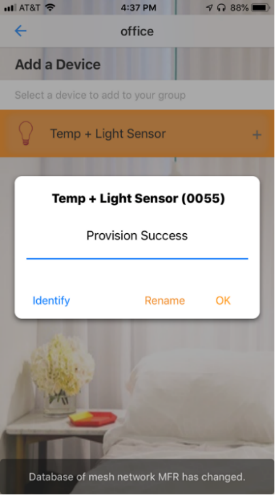 AT&T 4:37 PM 88%
office
Add a Device
Select a device to add to your group
Temp + Light Sensor +
Temp + Light Sensor (0055)
Provision Success
Identify Rename OK
Database of mesh network MFR has changed.